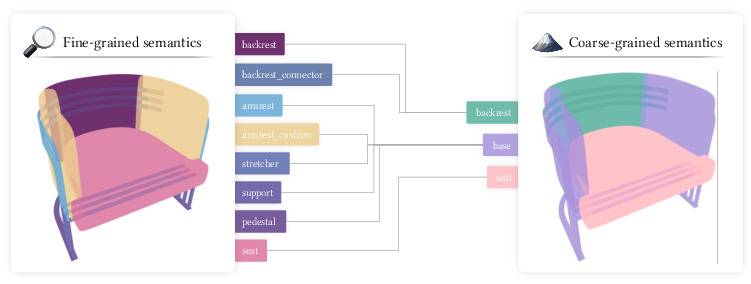 Fine-grained semantics
backrest
backrest_connector
armrest
armrest_cushion
stretcher
support
pedestal
seat
Coarse-grained semantics
backrest
base
seat